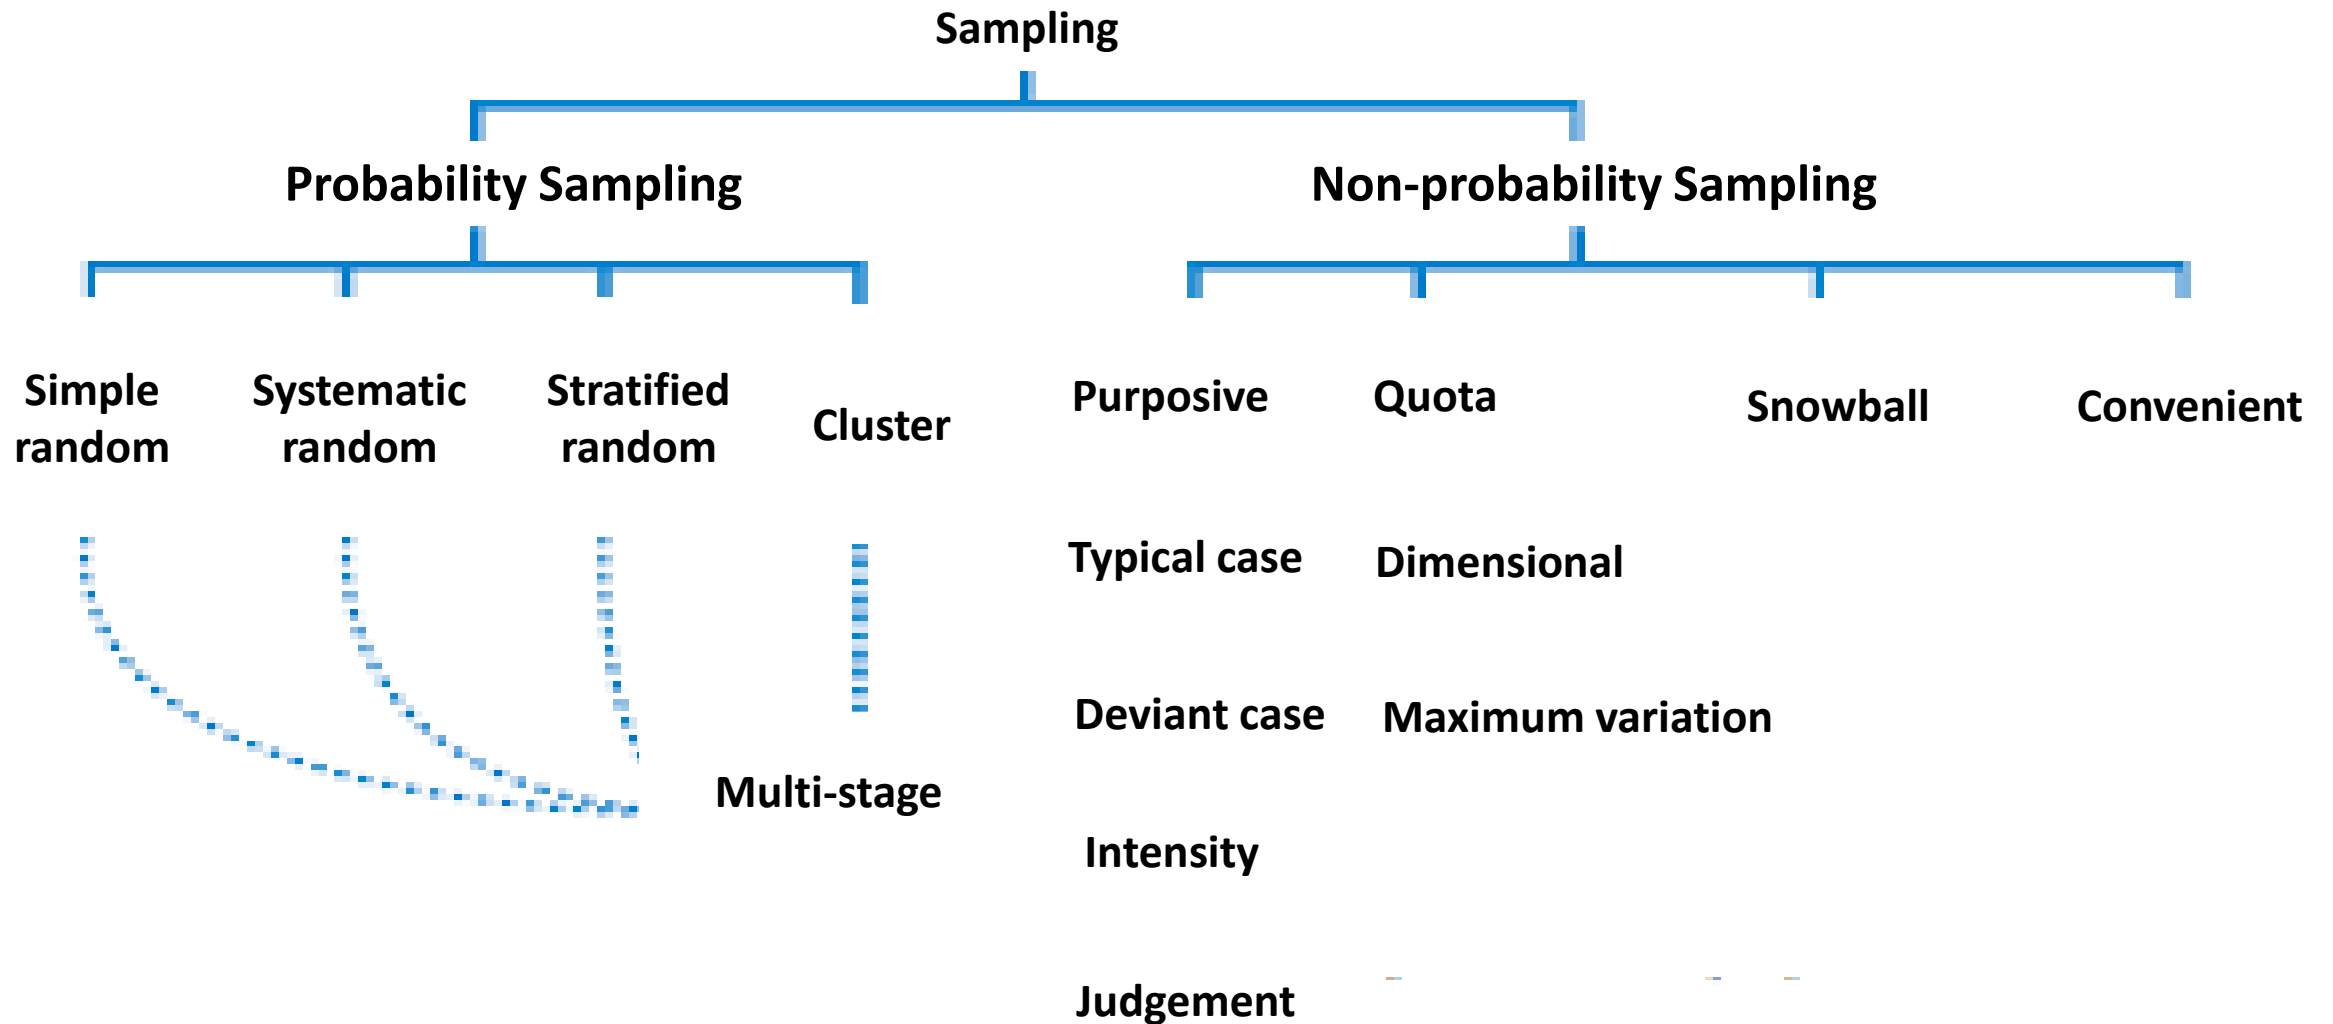 Sampling
Probability Sampling
Non-probability Sampling
Simple
random
Systematic
random
Stratified
random
Cluster
Purposive
Quota
Snowball
Convenient
Typical case
Dimensional
Deviant case
Maximum variation
Multi-stage
Intensity
Judgement